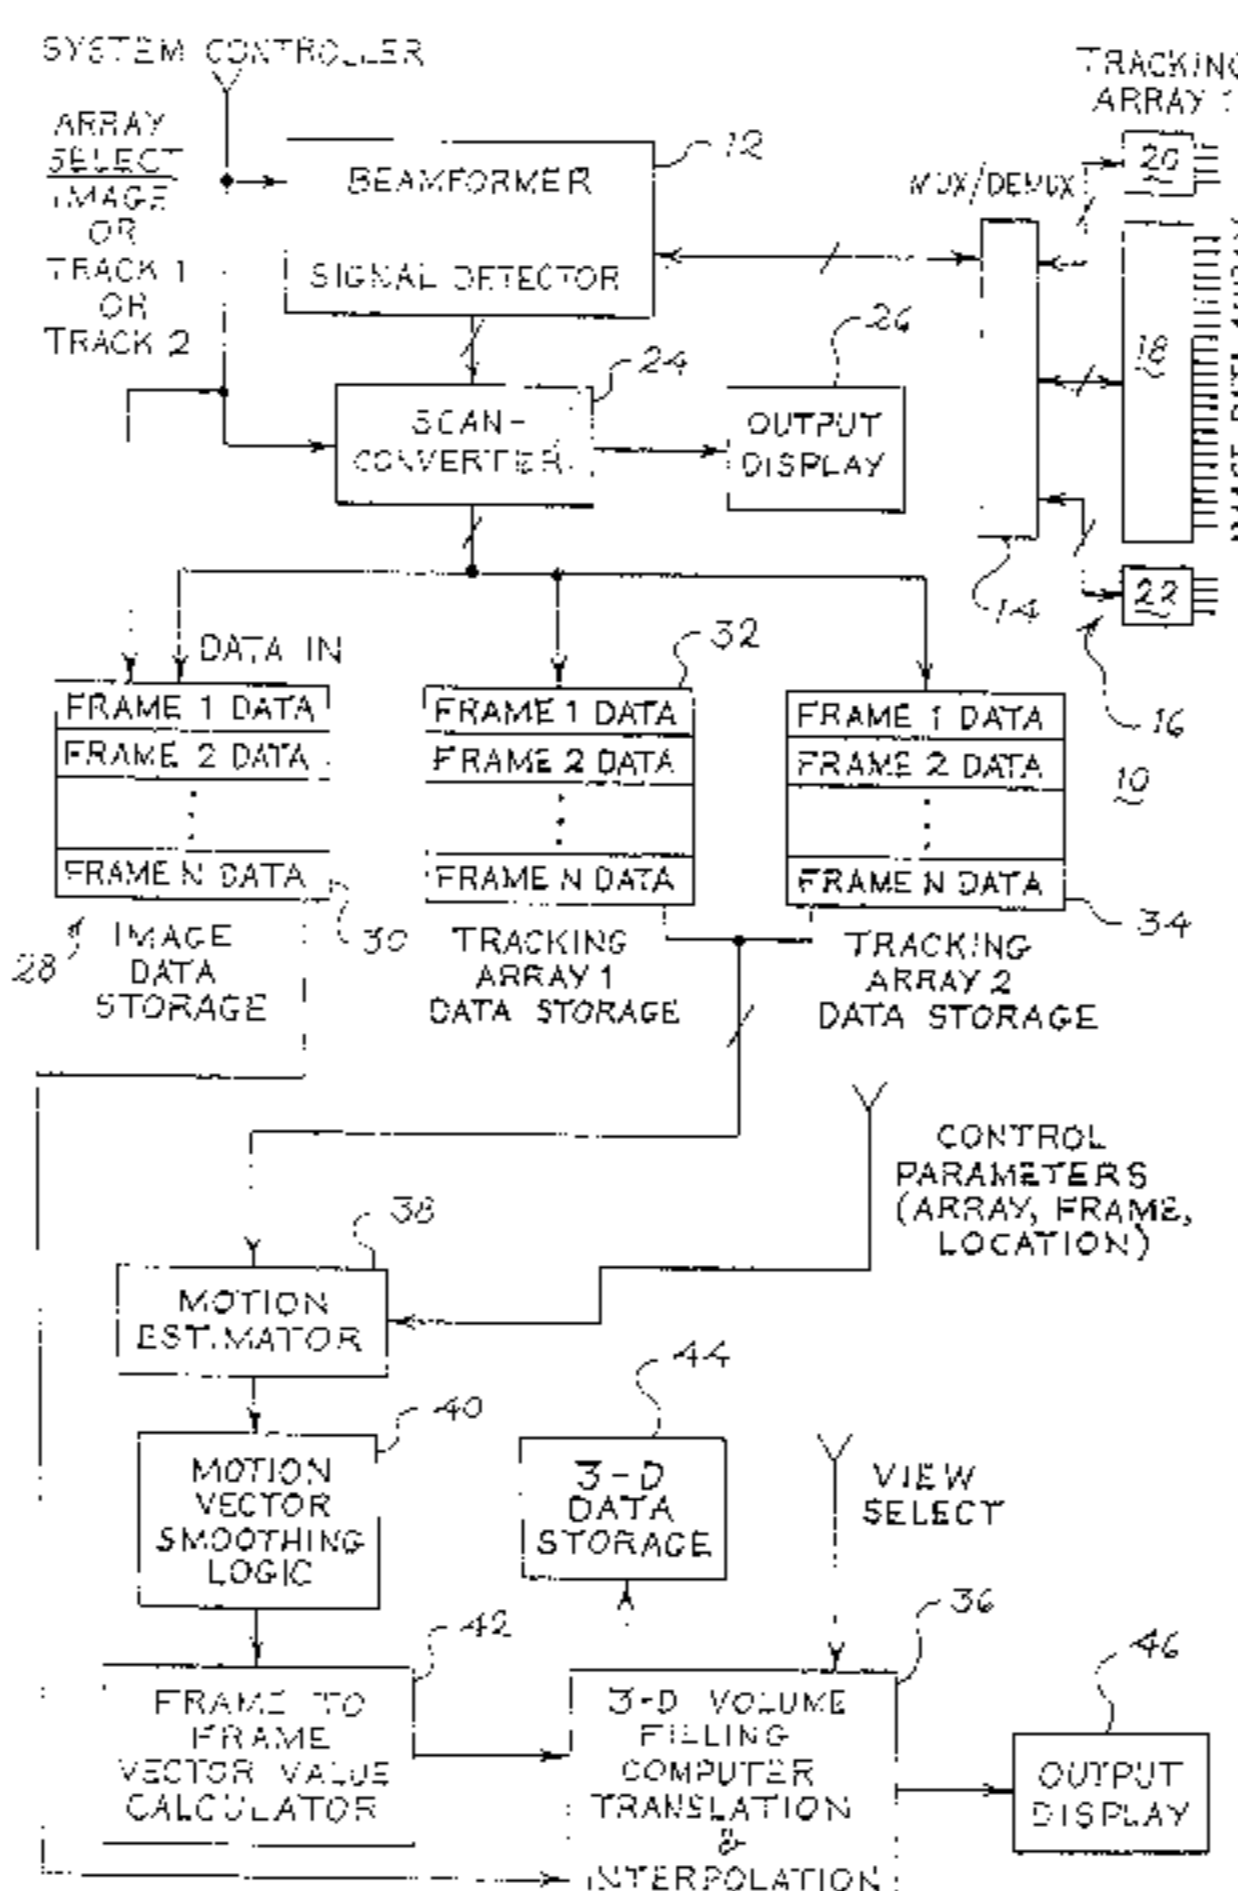 SYSTEM CONTROLLER
ARRAY
SELECT
IMAGE
OR
TRACK 1
OR
TRACK 2
BEAMFORMER
SIGNAL DETECTOR
12
MUX/DEMUX
TRACKING
ARRAY 1
20
18
22
14
16
10
SCAN-
CONVERTER
24
OUTPUT
DISPLAY
26
DATA IN
FRAME 1 DATA
FRAME 2 DATA
FRAME N DATA
28
30
IMAGE
DATA
STORAGE
32
FRAME 1 DATA
FRAME 2 DATA
FRAME N DATA
TRACKING
ARRAY 1
DATA STORAGE
FRAME 1 DATA
FRAME 2 DATA
FRAME N DATA
34
TRACKING
ARRAY 2
DATA STORAGE
CONTROL
PARAMETERS
(ARRAY, FRAME,
LOCATION)
38
MOTION
ESTIMATOR
40
MOTION
VECTOR
SMOOTHING
LOGIC
44
3-D
DATA
STORAGE
VIEW
SELECT
42
FRAME TO
FRAME
VECTOR VALUE
CALCULATOR
36
3-D VOLUME
FILLING
COMPUTER
TRANSLATION
&
INTERPOLATION
46
OUTPUT
DISPLAY